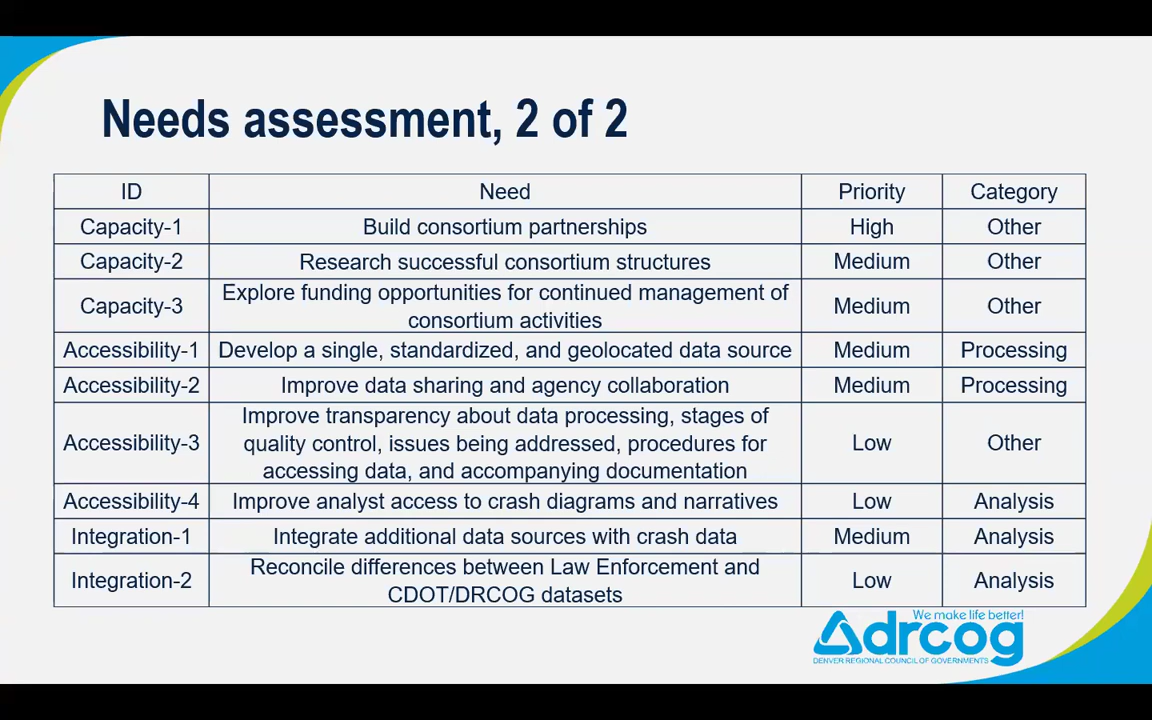 Needs assessment, 2 of 2
ID Need Priority Category
Capacity-1 Build consortium partnerships High Other
Capacity-2 Research successful consortium structures Medium Other
Capacity-3 Explore funding opportunities for continued management of
consortium activities Medium Other
Accessibility-1 Develop a single, standardized, and geolocated data source Medium Processing
Accessibility-2 Improve data sharing and agency collaboration Medium Processing
Accessibility-3 Improve transparency about data processing, stages of
quality control, issues being addressed, procedures for
accessing data, and accompanying documentation Low Other
Accessibility-4 Improve analyst access to crash diagrams and narratives Low Analysis
Integration-1 Integrate additional data sources with crash data Medium Analysis
Integration-2 Reconcile differences between Law Enforcement and
CDOT/DRCOG datasets Low Analysis
We make life better!
drcog
DENVER REGIONAL COUNCIL OF GOVERNMENTS